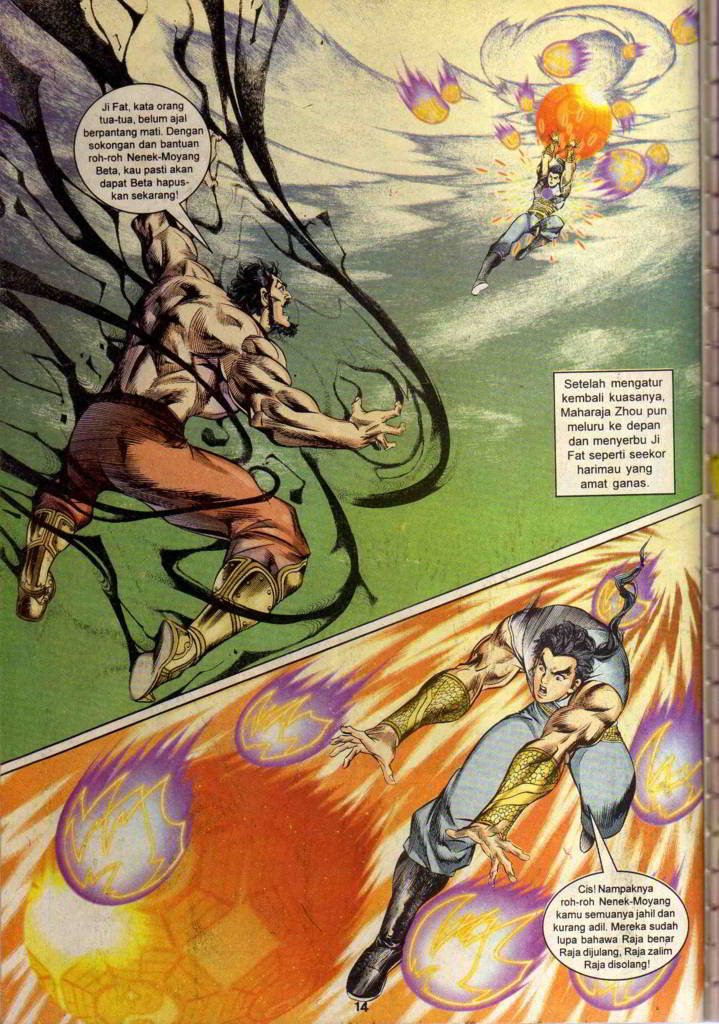 Ji Fat, kata orang
tua-tua, belum ajal
berpantang mati. Dengan
sokongan dan bantuan
roh-roh Nenek-Moyang
Beta, kau pasti akan
dapat Beta hapus-
kan sekarang!
Setelah mengatur
kembali kuasanya,
Maharaja Zhou pun
meluru ke depan
dan menyerbu Ji
Fat seperti seekor
harimau yang
amat ganas.
Cis! Nampaknya
roh-roh Nenek-Moyang
kamu semuanya jahil dan
kurang adil. Mereka sudah
lupa bahawa Raja benar
Raja dijulang, Raja zalim
Raja disolang!
14